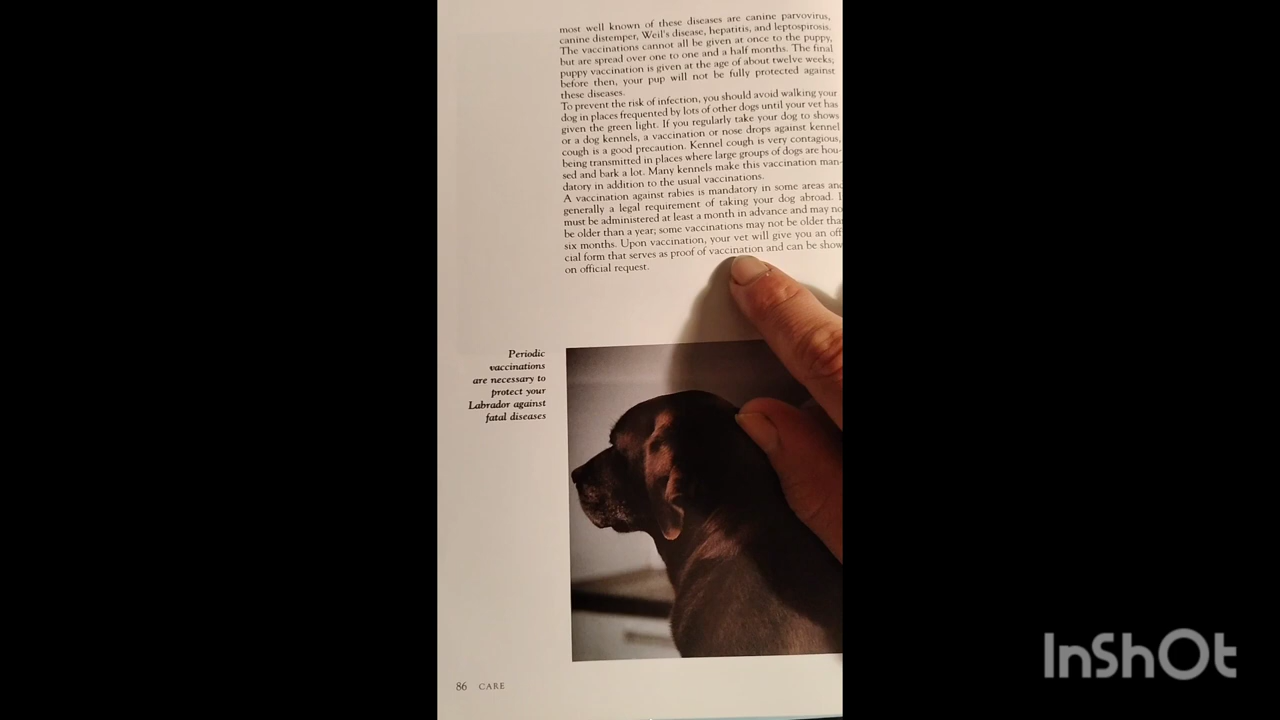 most well known of these diseases are canine parvovirus,
canine distemper, Weil's disease, hepatitis, and leptospirosis.
The vaccinations cannot all be given at once to the puppy,
but are spread over one to one and a half months. The final
puppy vaccination is given at the age of about twelve weeks;
before then, your pup will not be fully protected against
these diseases.
To prevent the risk of infection, you should avoid walking your
dog in places frequented by lots of other dogs until your vet has
given the green light. If you regularly take your dog to shows
or a dog kennels, a vaccination or nose drops against kennel
cough is a good precaution. Kennel cough is very contagious,
being transmitted in places where large groups of dogs are hou-
sed and bark a lot. Many kennels make this vaccination man-
datory in addition to the usual vaccinations.
A vaccination against rabies is mandatory in some areas and
generally a legal requirement of taking your dog abroad. I
must be administered at least a month in advance and may no
be older than a year; some vaccinations may not be older tha
six months. Upon vaccination, your vet will give you an off
cial form that serves as proof of vaccination and can be show
on official request.
Periodic
vaccinations
are necessary to
protect your
Labrador against
fatal diseases
86 CARE
InShOt